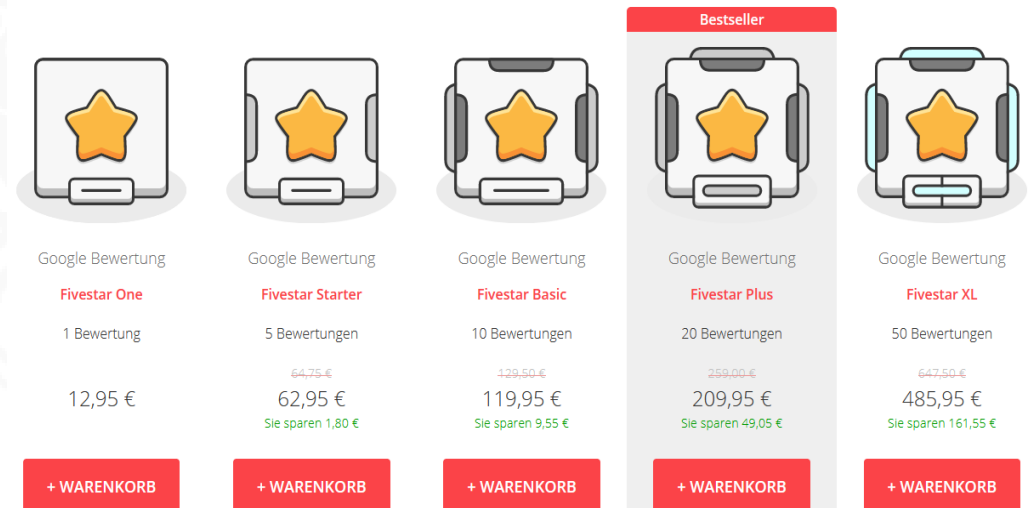 Bestseller
Google Bewertung
Fivestar One
1 Bewertung
12,95 €
+ WARENKORB
Google Bewertung
Fivestar Starter
5 Bewertungen
64,75 €
62,95 €
Sie sparen 1,80 €
+ WARENKORB
Google Bewertung
Fivestar Basic
10 Bewertungen
129,50 €
119,95 €
Sie sparen 9,55 €
+ WARENKORB
Google Bewertung
Fivestar Plus
20 Bewertungen
259,00 €
209,95 €
Sie sparen 49,05 €
+ WARENKORB
Google Bewertung
Fivestar XL
50 Bewertungen
647,50 €
485,95 €
Sie sparen 161,55 €
+ WARENKORB